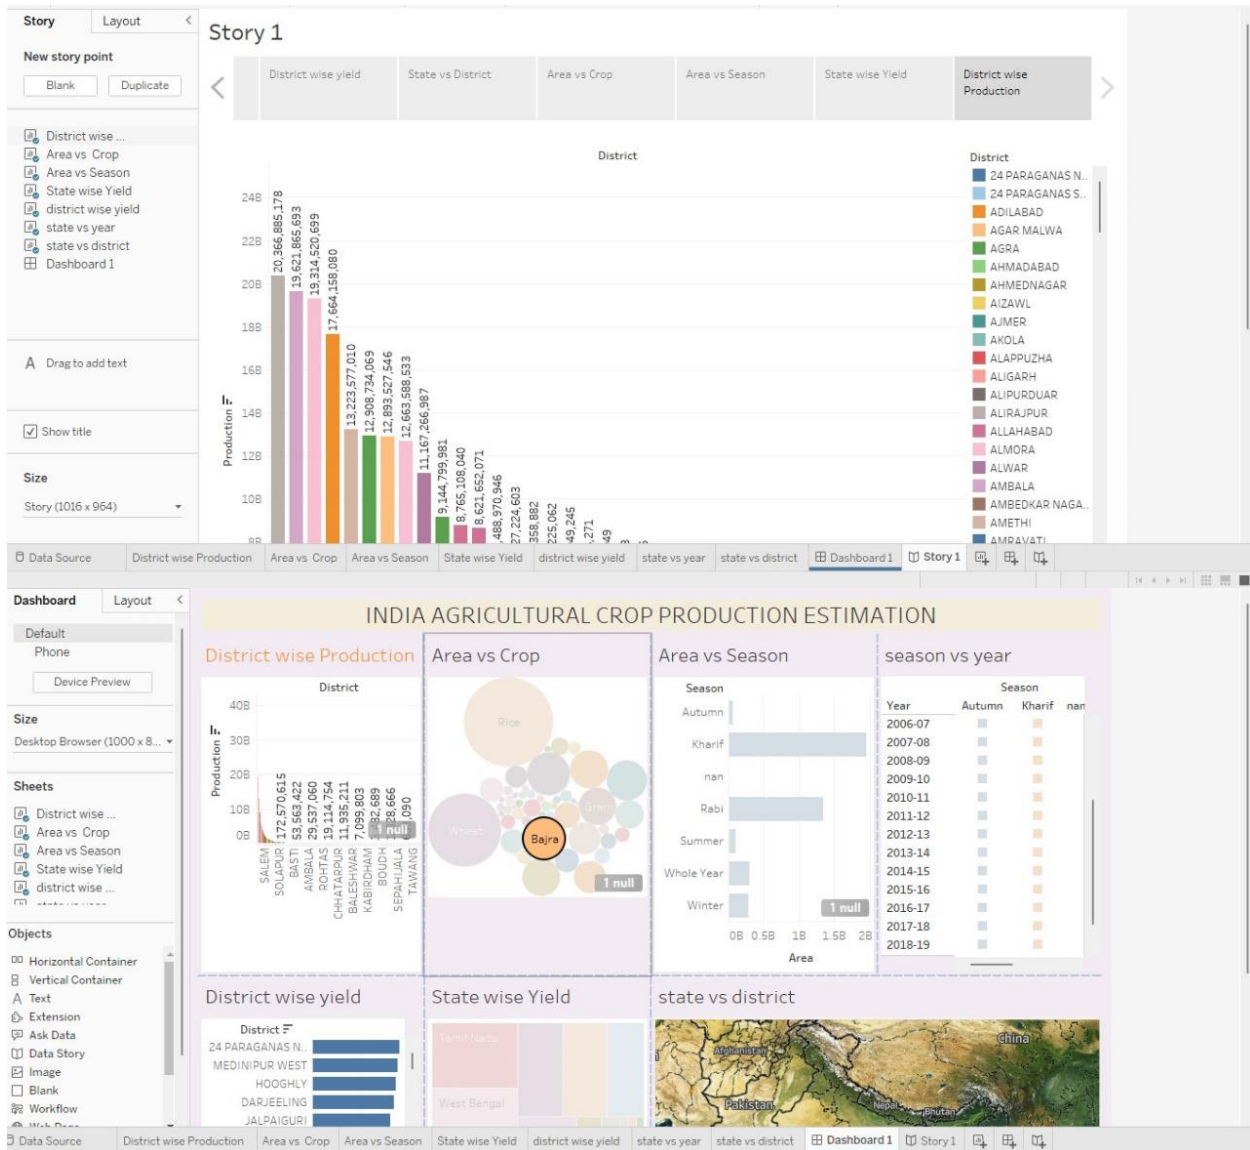 Story Layout <
New story point
Blank Duplicate
District wise ...
Area vs Crop
Area vs Season
State wise Yield
district wise yield
state vs year
state vs district
Dashboard 1
A Drag to add text
Show title
Size
Story (1016 x 964)
Story 1
District wise yield State vs District Area vs Crop Area vs Season State wise Yield District wise
Production
District
24B
22B
20B
18B
16B
14B
12B
10B
8B
Production
20,366,885,178
19,621,865,693
19,314,520,699
17,664,158,080
13,223,577,010
12,908,734,069
12,893,527,546
12,663,588,533
11,167,266,987
9,144,799,981
8,765,108,040
8,621,652,071
District
24 PARAGANAS N..
24 PARAGANAS S..
ADILABAD
AGAR MALWA
AGRA
AHMADABAD
AHMEDNAGAR
AIZAWL
AJMER
AKOLA
ALAPPUZHA
ALIGARH
ALIPURDUAR
ALIRAJPUR
ALLAHABAD
ALMORA
ALWAR
AMBALA
AMBEDKAR NAGA..
AMETHI
AMRAVATI
Data Source District wise Production Area vs Crop Area vs Season State wise Yield district wise yield state vs year state vs district Dashboard 1 Story 1
Dashboard Layout <
Default
Phone
Device Preview
Size
Desktop Browser (1000 x 8...
Sheets
District wise ...
Area vs Crop
Area vs Season
State wise Yield
district wise ...
Objects
Horizontal Container
Vertical Container
A Text
Extension
Ask Data
Data Story
Image
Blank
Workflow
INDIA AGRICULTURAL CROP PRODUCTION ESTIMATION
District wise Production Area vs Crop Area vs Season season vs year
District
40B
30B
20B
10B
0B
Production
172,570,615
53,563,422
29,537,060
19,114,754
11,935,211
7,099,803
1 null
SALEM
SOLAPUR
BASTI
AMBALA
ROHTAS
CHHATARPUR
BALESHWAR
KABIRDHAM
BOUDH
SEPAHIJALA
TAWANG
Rice
Gram
Wheat
Bajra
1 null
Season
Autumn
Kharif
nan
Rabi
Summer
Whole Year
Winter
1 null
0B 0.5B 1B 1.5B 2B
Area
Season
Year Autumn Kharif nan
2006-07
2007-08
2008-09
2009-10
2010-11
2011-12
2012-13
2013-14
2014-15
2015-16
2016-17
2017-18
2018-19
District wise yield State wise Yield state vs district
District
24 PARAGANAS N..
MEDINIPUR WEST
HOOGHLY
DARJEELING
JALPAIGURI
Tamil Nadu
West Bengal
Afghanistan
China
Pakistan
Nepal
Bhutan
Data Source District wise Production Area vs Crop Area vs Season State wise Yield district wise yield state vs year state vs district Dashboard 1 Story 1